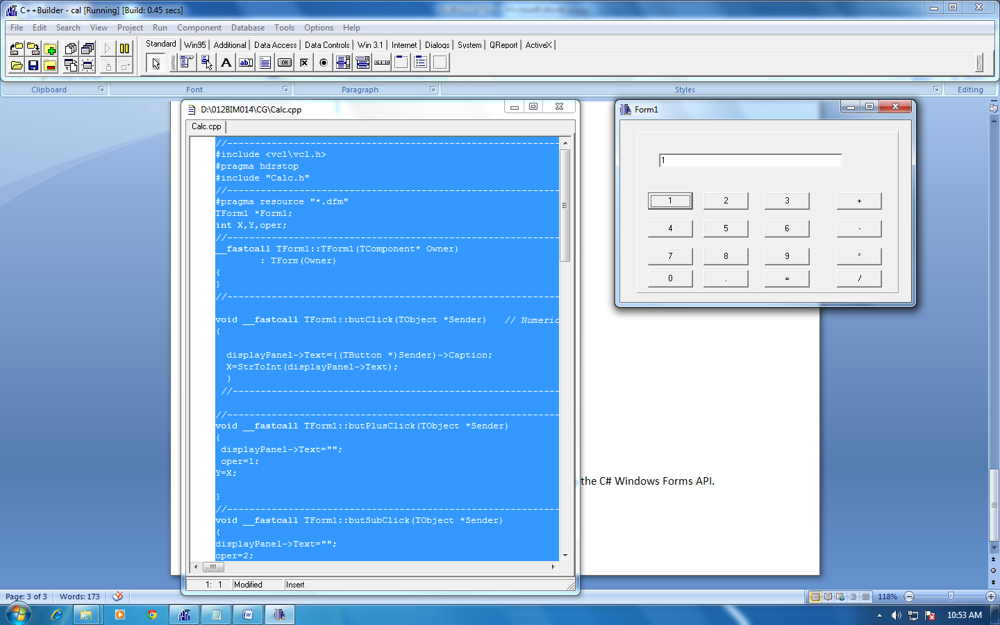 C++Builder - cal [Running] [Build: 0.45 secs]
File Edit Search View Project Run Component Database Tools Options Help
Standard Win95 Additional Data Access Data Controls Win 3.1 Internet Dialogs System QReport ActiveX
Clipboard Font Paragraph Styles Editing
D:\012BIM014\CG\Calc.cpp
Calc.cpp
//------------------------------------------------------------
#include <vcl\vcl.h>
#pragma hdrstop
#include "Calc.h"
//------------------------------------------------------------
#pragma resource "*.dfm"
TForm1 *Form1;
int X,Y,oper;
//------------------------------------------------------------
__fastcall TForm1::TForm1(TComponent* Owner)
: TForm(Owner)
{
}
//------------------------------------------------------------
void __fastcall TForm1::butClick(TObject *Sender) // Numeric
{
displayPanel->Text=((TButton *)Sender)->Caption;
X=StrToInt(displayPanel->Text);
}
//-----------------------------------------------------------
//------------------------------------------------------------
void __fastcall TForm1::butPlusClick(TObject *Sender)
{
displayPanel->Text="";
oper=1;
Y=X;
}
//------------------------------------------------------------
void __fastcall TForm1::butSubClick(TObject *Sender)
{
displayPanel->Text="";
oper=2;
1: 1 Modified Insert
Form1
1
1 2 3 +
4 5 6 -
7 8 9 *
0 . = /
the C# Windows Forms API.
Page: 3 of 3 Words: 173 118%
10:53 AM